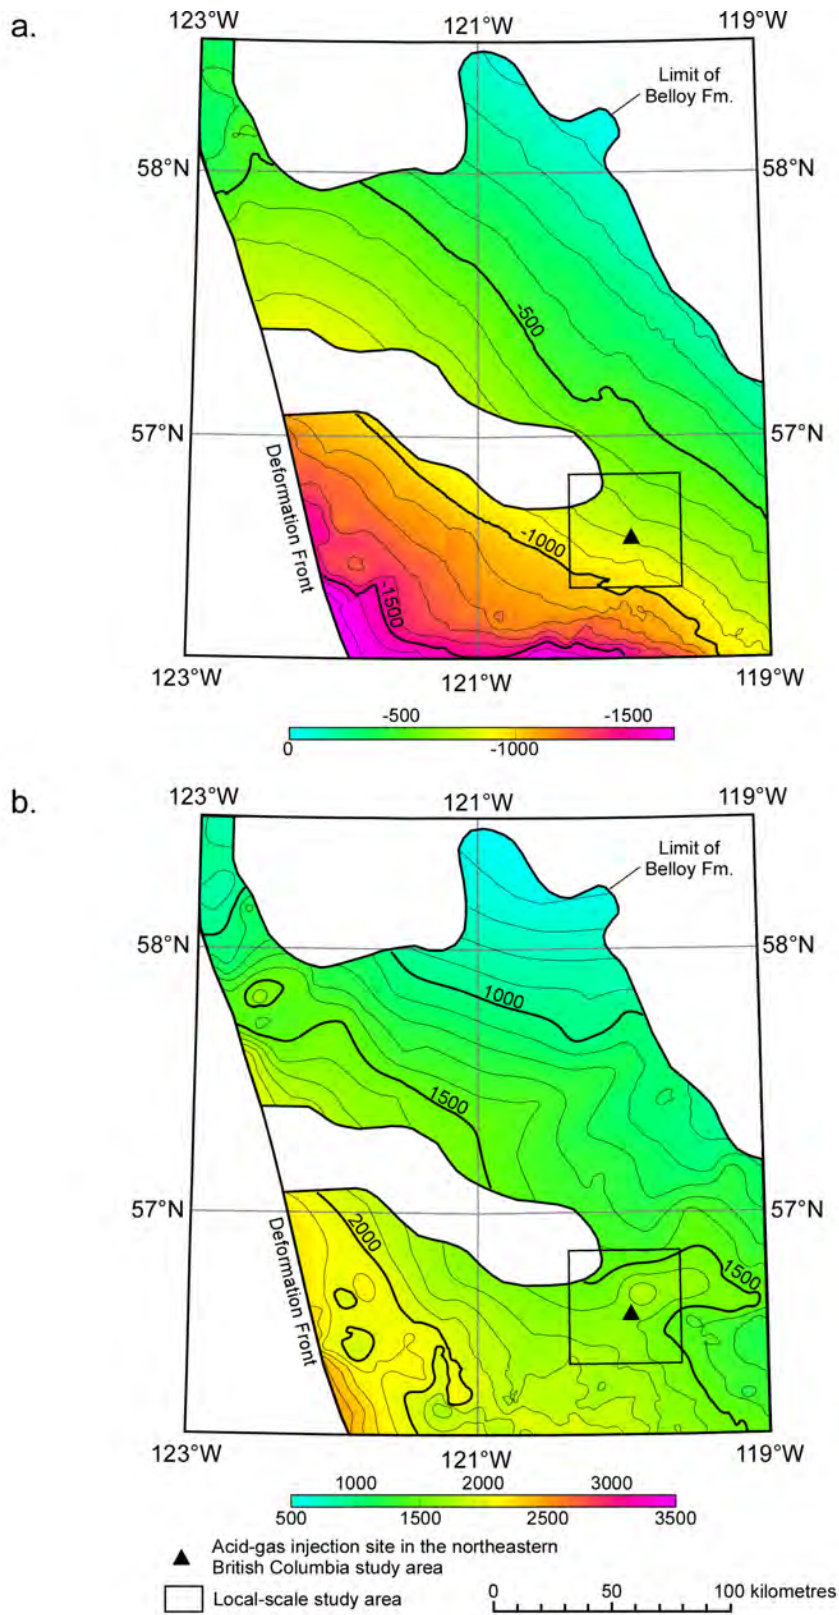 a.
123°W
121°W
119°W
Limit of
Belloy Fm.
58°N
58°N
-500
57°N
57°N
Deformation Front
-1000
-1500
123°W
121°W
119°W
-500
-1500
0
-1000
b.
123°W
121°W
119°W
Limit of
Belloy Fm.
58°N
58°N
1000
1500
57°N
57°N
2000
1500
Deformation Front
123°W
121°W
119°W
1000
2000
3000
500
1500
2500
3500
Acid-gas injection site in the northeastern
British Columbia study area
Local-scale study area
0
50
100 kilometres